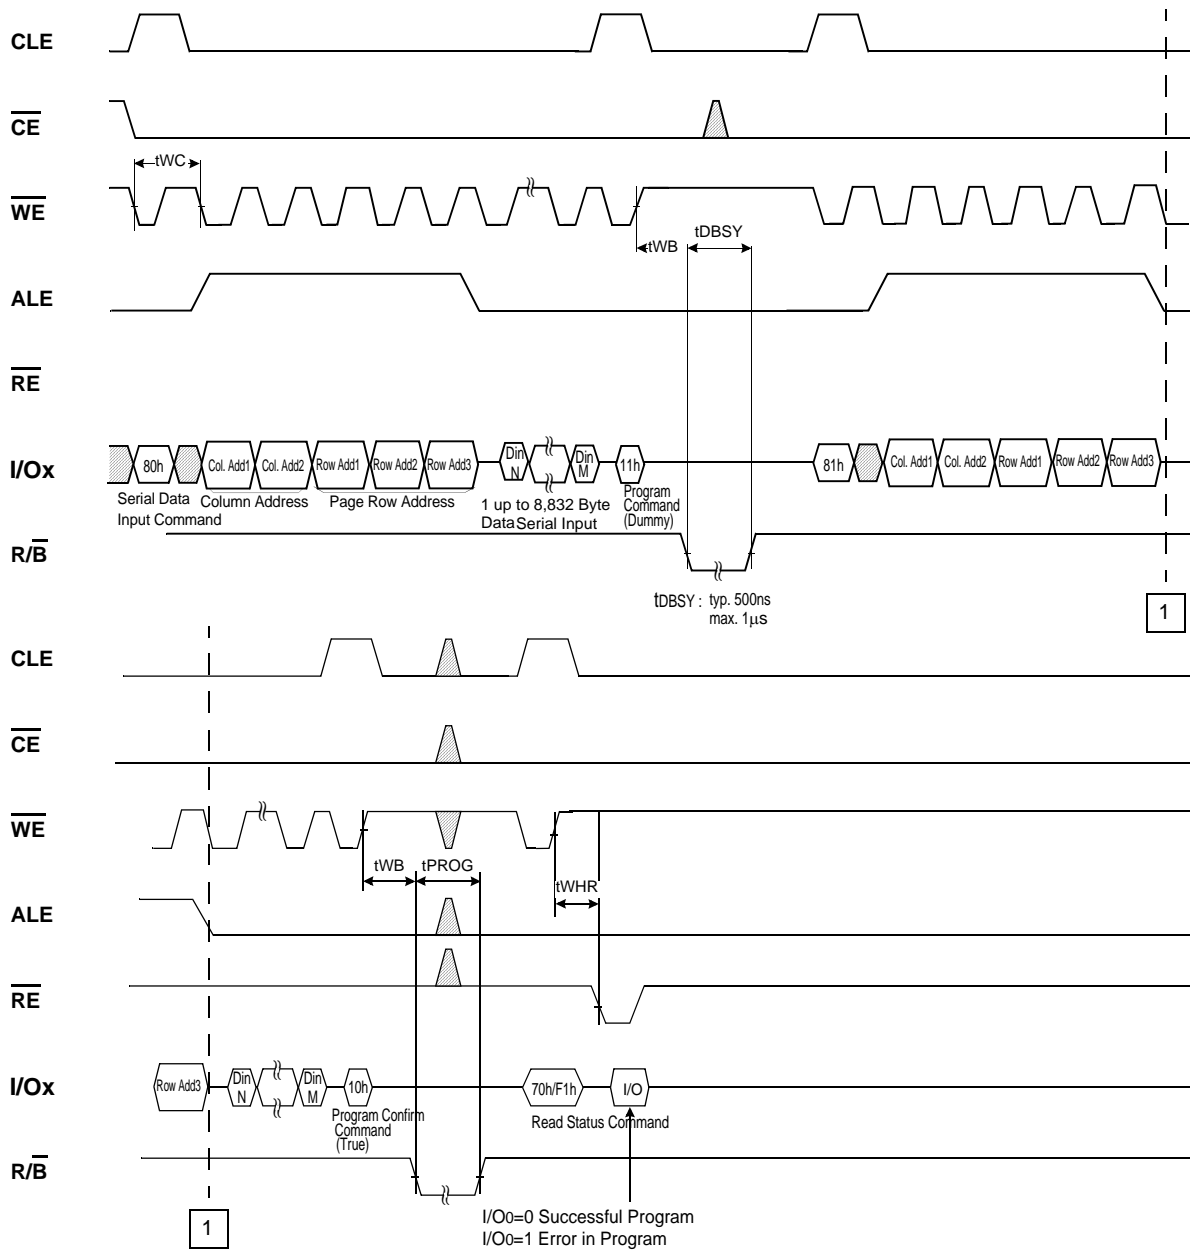 CLE
CE
tWC
WE
tWB
tDBSY
ALE
RE
I/Ox
80h
Col. Add1
Col. Add2
Row Add1
Row Add2
Row Add3
Din N
Din M
11h
81h
Col. Add1
Col. Add2
Row Add1
Row Add2
Row Add3
Serial Data
Input Command
Column Address
Page Row Address
1 up to 8,832 Byte
Data Serial Input
Program
Command
(Dummy)
R/B
tDBSY : typ. 500ns
max. 1μs
1
CLE
CE
WE
tWB
tPROG
tWHR
ALE
RE
I/Ox
Row Add3
Din N
Din M
10h
70h/F1h
I/O
Program Confirm
Command
(True)
Read Status Command
R/B
1
I/O0=0 Successful Program
I/O0=1 Error in Program